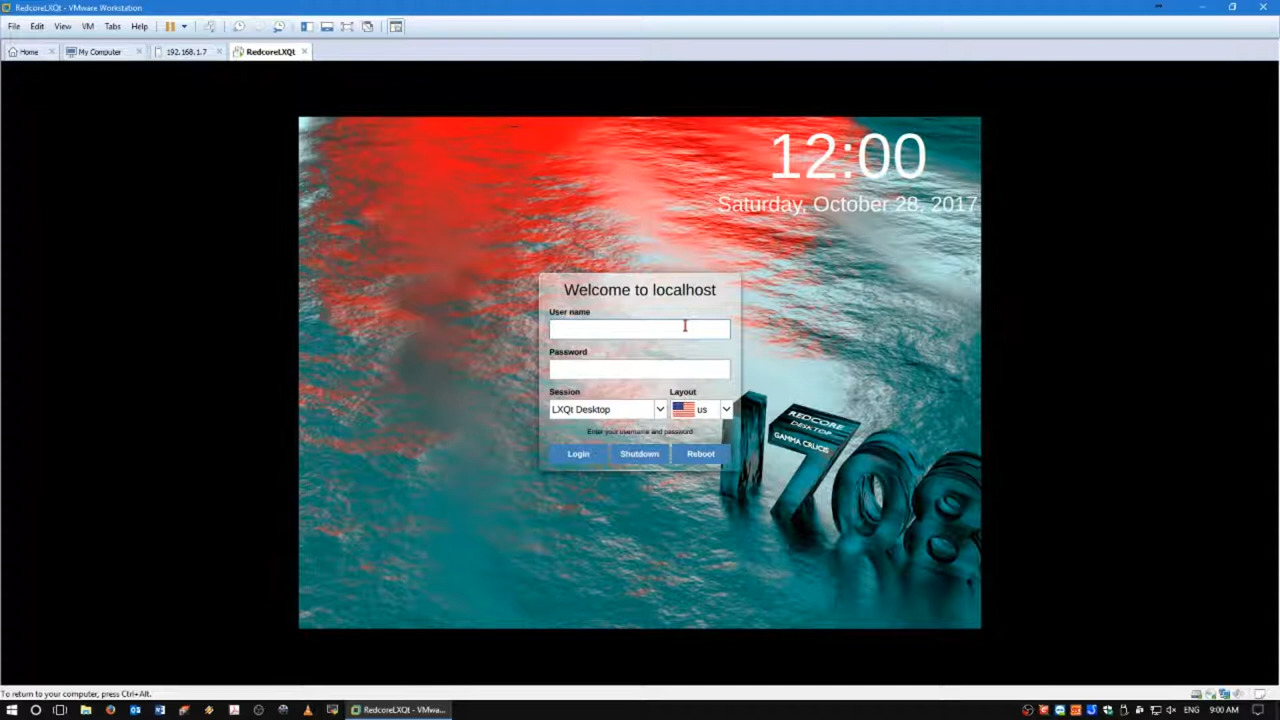 RedcoreLXQt - VMware Workstation
File Edit View VM Tabs Help
Home My Computer 192.168.1.7 RedcoreLXQt
12:00
Saturday, October 28, 2017
Welcome to localhost
User name
Password
Session Layout
LXQt Desktop us
Enter your username and password
Login Shutdown Reboot
REDCORE
DESKTOP
GAMMA CRUCIS
1708
To return to your computer, press Ctrl+Alt.
RedcoreLXQt - VMwa... ENG 9:00 AM